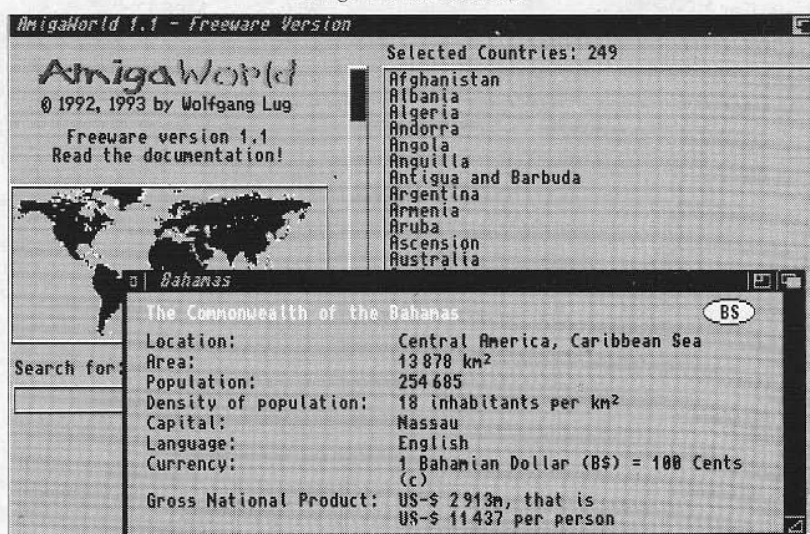 AmigaWorld 1.1 - Freeware Version
AmigaWorld
© 1992, 1993 by Wolfgang Lug
Freeware version 1.1
Read the documentation!
Search for:
Selected Countries: 249
Afghanistan
Albania
Algeria
Andorra
Angola
Anguilla
Antigua and Barbuda
Argentina
Armenia
Aruba
Ascension
Australia
Bahamas
The Commonwealth of the Bahamas
BS
Location: Central America, Caribbean Sea
Area: 13 878 km²
Population: 254 685
Density of population: 18 inhabitants per km²
Capital: Nassau
Language: English
Currency: 1 Bahamian Dollar (B$) = 100 Cents
(c)
Gross National Product: US-$ 2 913m, that is
US-$ 11 437 per person